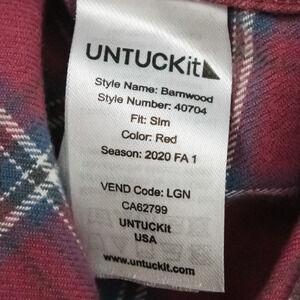 UNTUCKit
Style Name: Barnwood
Style Number: 40704
Fit: Slm
Color: Red
Season: 2020 FA 1
VEND Code: LGN
CA62799
UNTUCKit
USA
www.untuckit.com